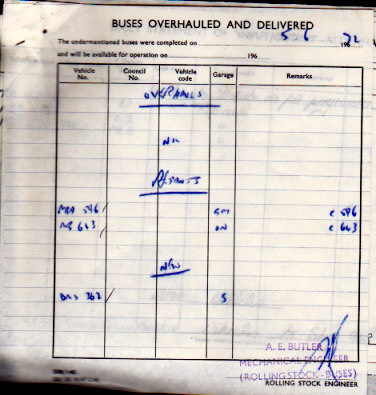 BUSES OVERHAULED AND DELIVERED
The undermentioned buses were completed on 5 6 196 72
and will be available for operation on 196
Vehicle No. Council No. Vehicle code Garage Remarks
OVERHAULS
NIL
REPAINTS
MBA 596 / GM C 596
MB 643 / ON C 643
NEW
DMS 362 / S
A. E. BUTLER
MECHANICAL ENGINEER
(ROLLING STOCK - BUSES)
ROLLING STOCK ENGINEER